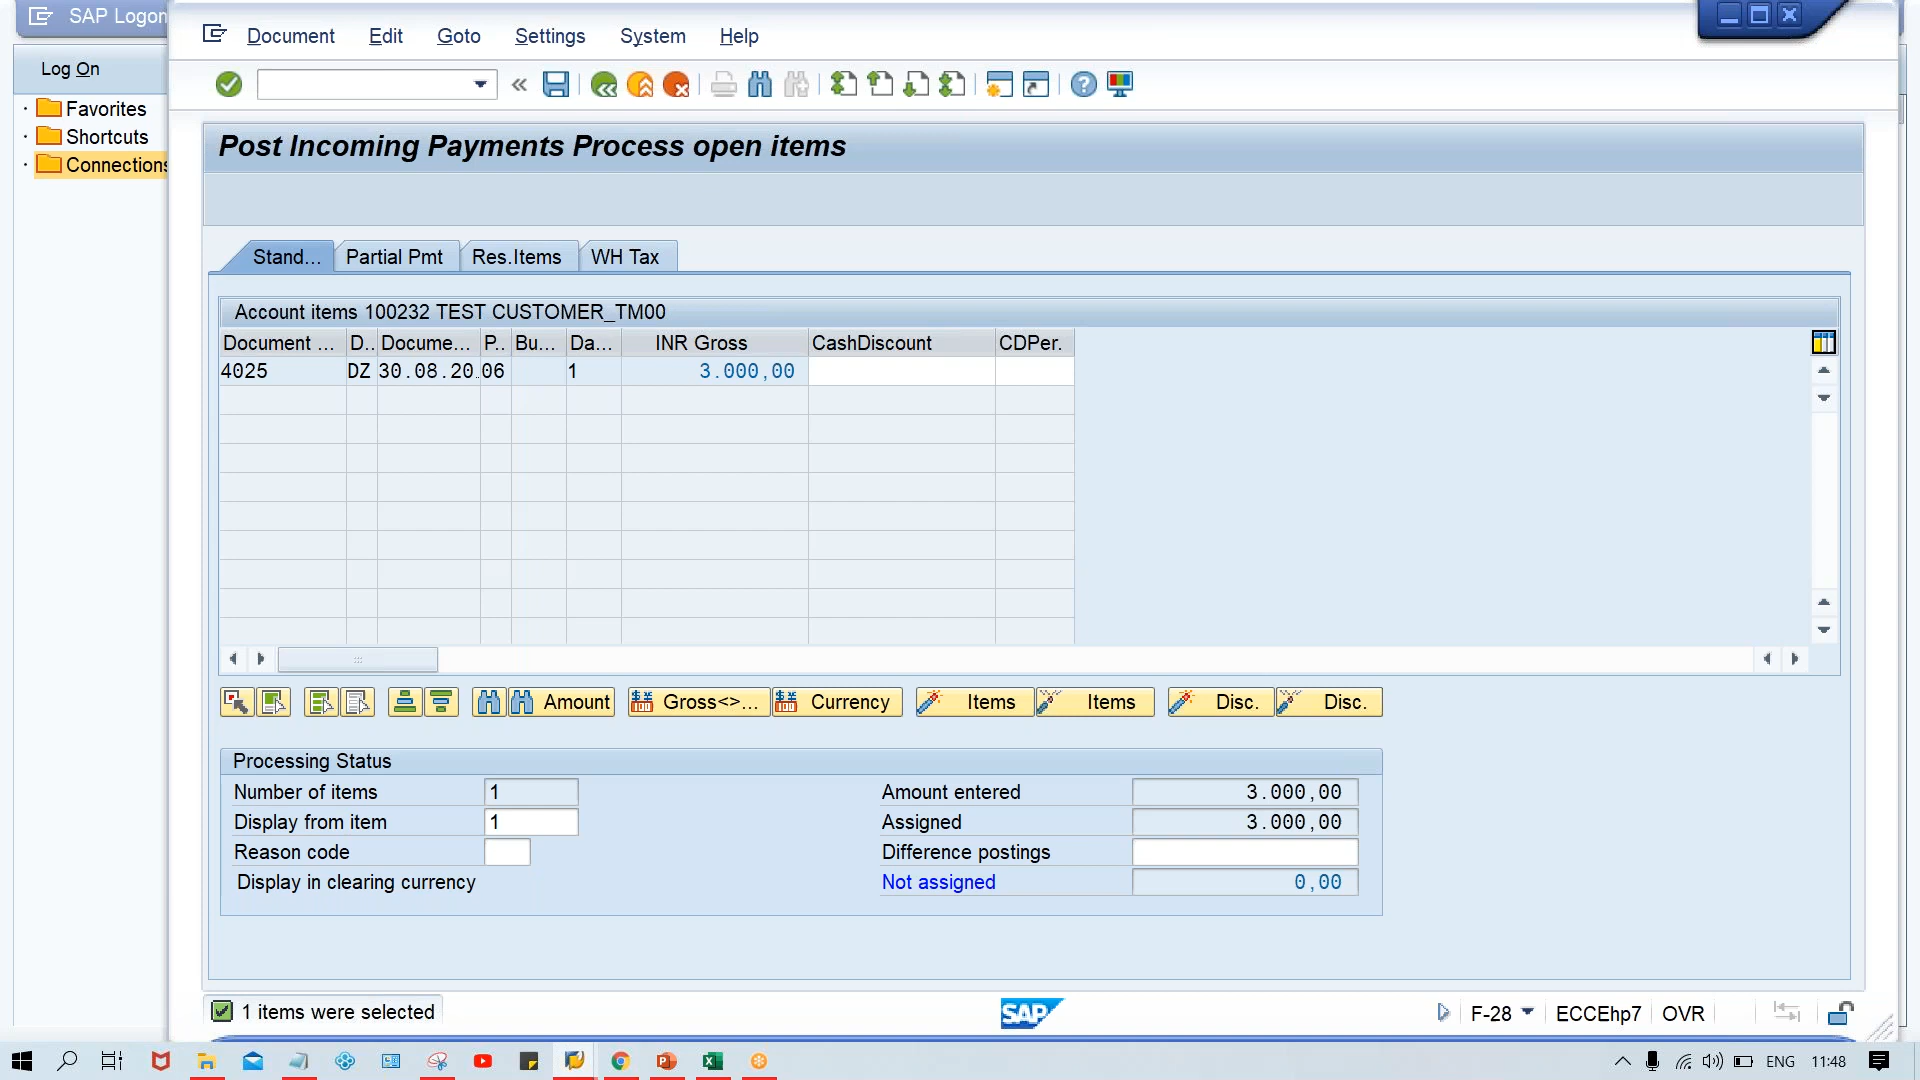 SAP Logon
Document Edit Goto Settings System Help
Log On
Favorites
Shortcuts
Connections
Post Incoming Payments Process open items
Stand... Partial Pmt Res.Items WH Tax
Account items 100232 TEST CUSTOMER_TM00
Document ... D.. Docume... P.. Bu... Da... INR Gross CashDiscount CDPer.
4025 DZ 30.08.20 06 1 3.000,00
Amount Gross<>... Currency Items Items Disc. Disc.
Processing Status
Number of items 1 Amount entered 3.000,00
Display from item 1 Assigned 3.000,00
Reason code Difference postings
Display in clearing currency Not assigned 0,00
1 items were selected SAP F-28 ECCEhp7 OVR
ENG 11:48